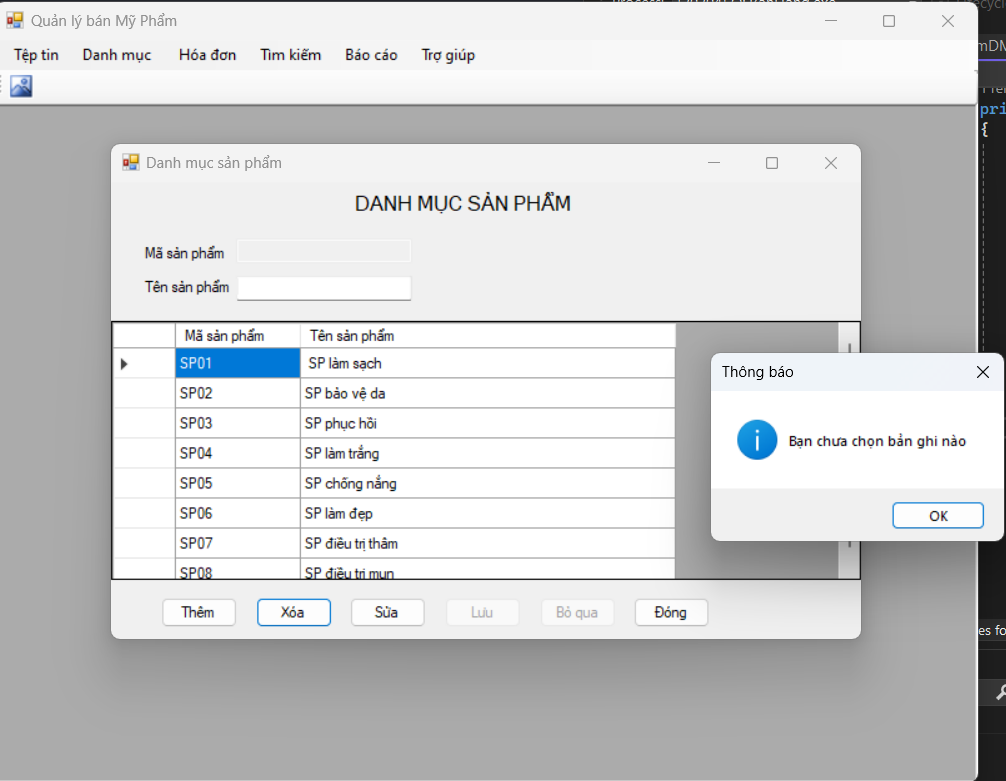 Quản lý bán Mỹ Phẩm
Tệp tin Danh mục Hóa đơn Tìm kiếm Báo cáo Trợ giúp
Danh mục sản phẩm
DANH MỤC SẢN PHẨM
Mã sản phẩm
Tên sản phẩm
Mã sản phẩm Tên sản phẩm
SP01 SP làm sạch
SP02 SP bảo vệ da
SP03 SP phục hồi
SP04 SP làm trắng
SP05 SP chống nắng
SP06 SP làm đẹp
SP07 SP điều trị thâm
SP08 SP điều trị mụn
Thông báo
Bạn chưa chọn bản ghi nào
OK
Thêm Xóa Sửa Lưu Bỏ qua Đóng
pri
{
es fo